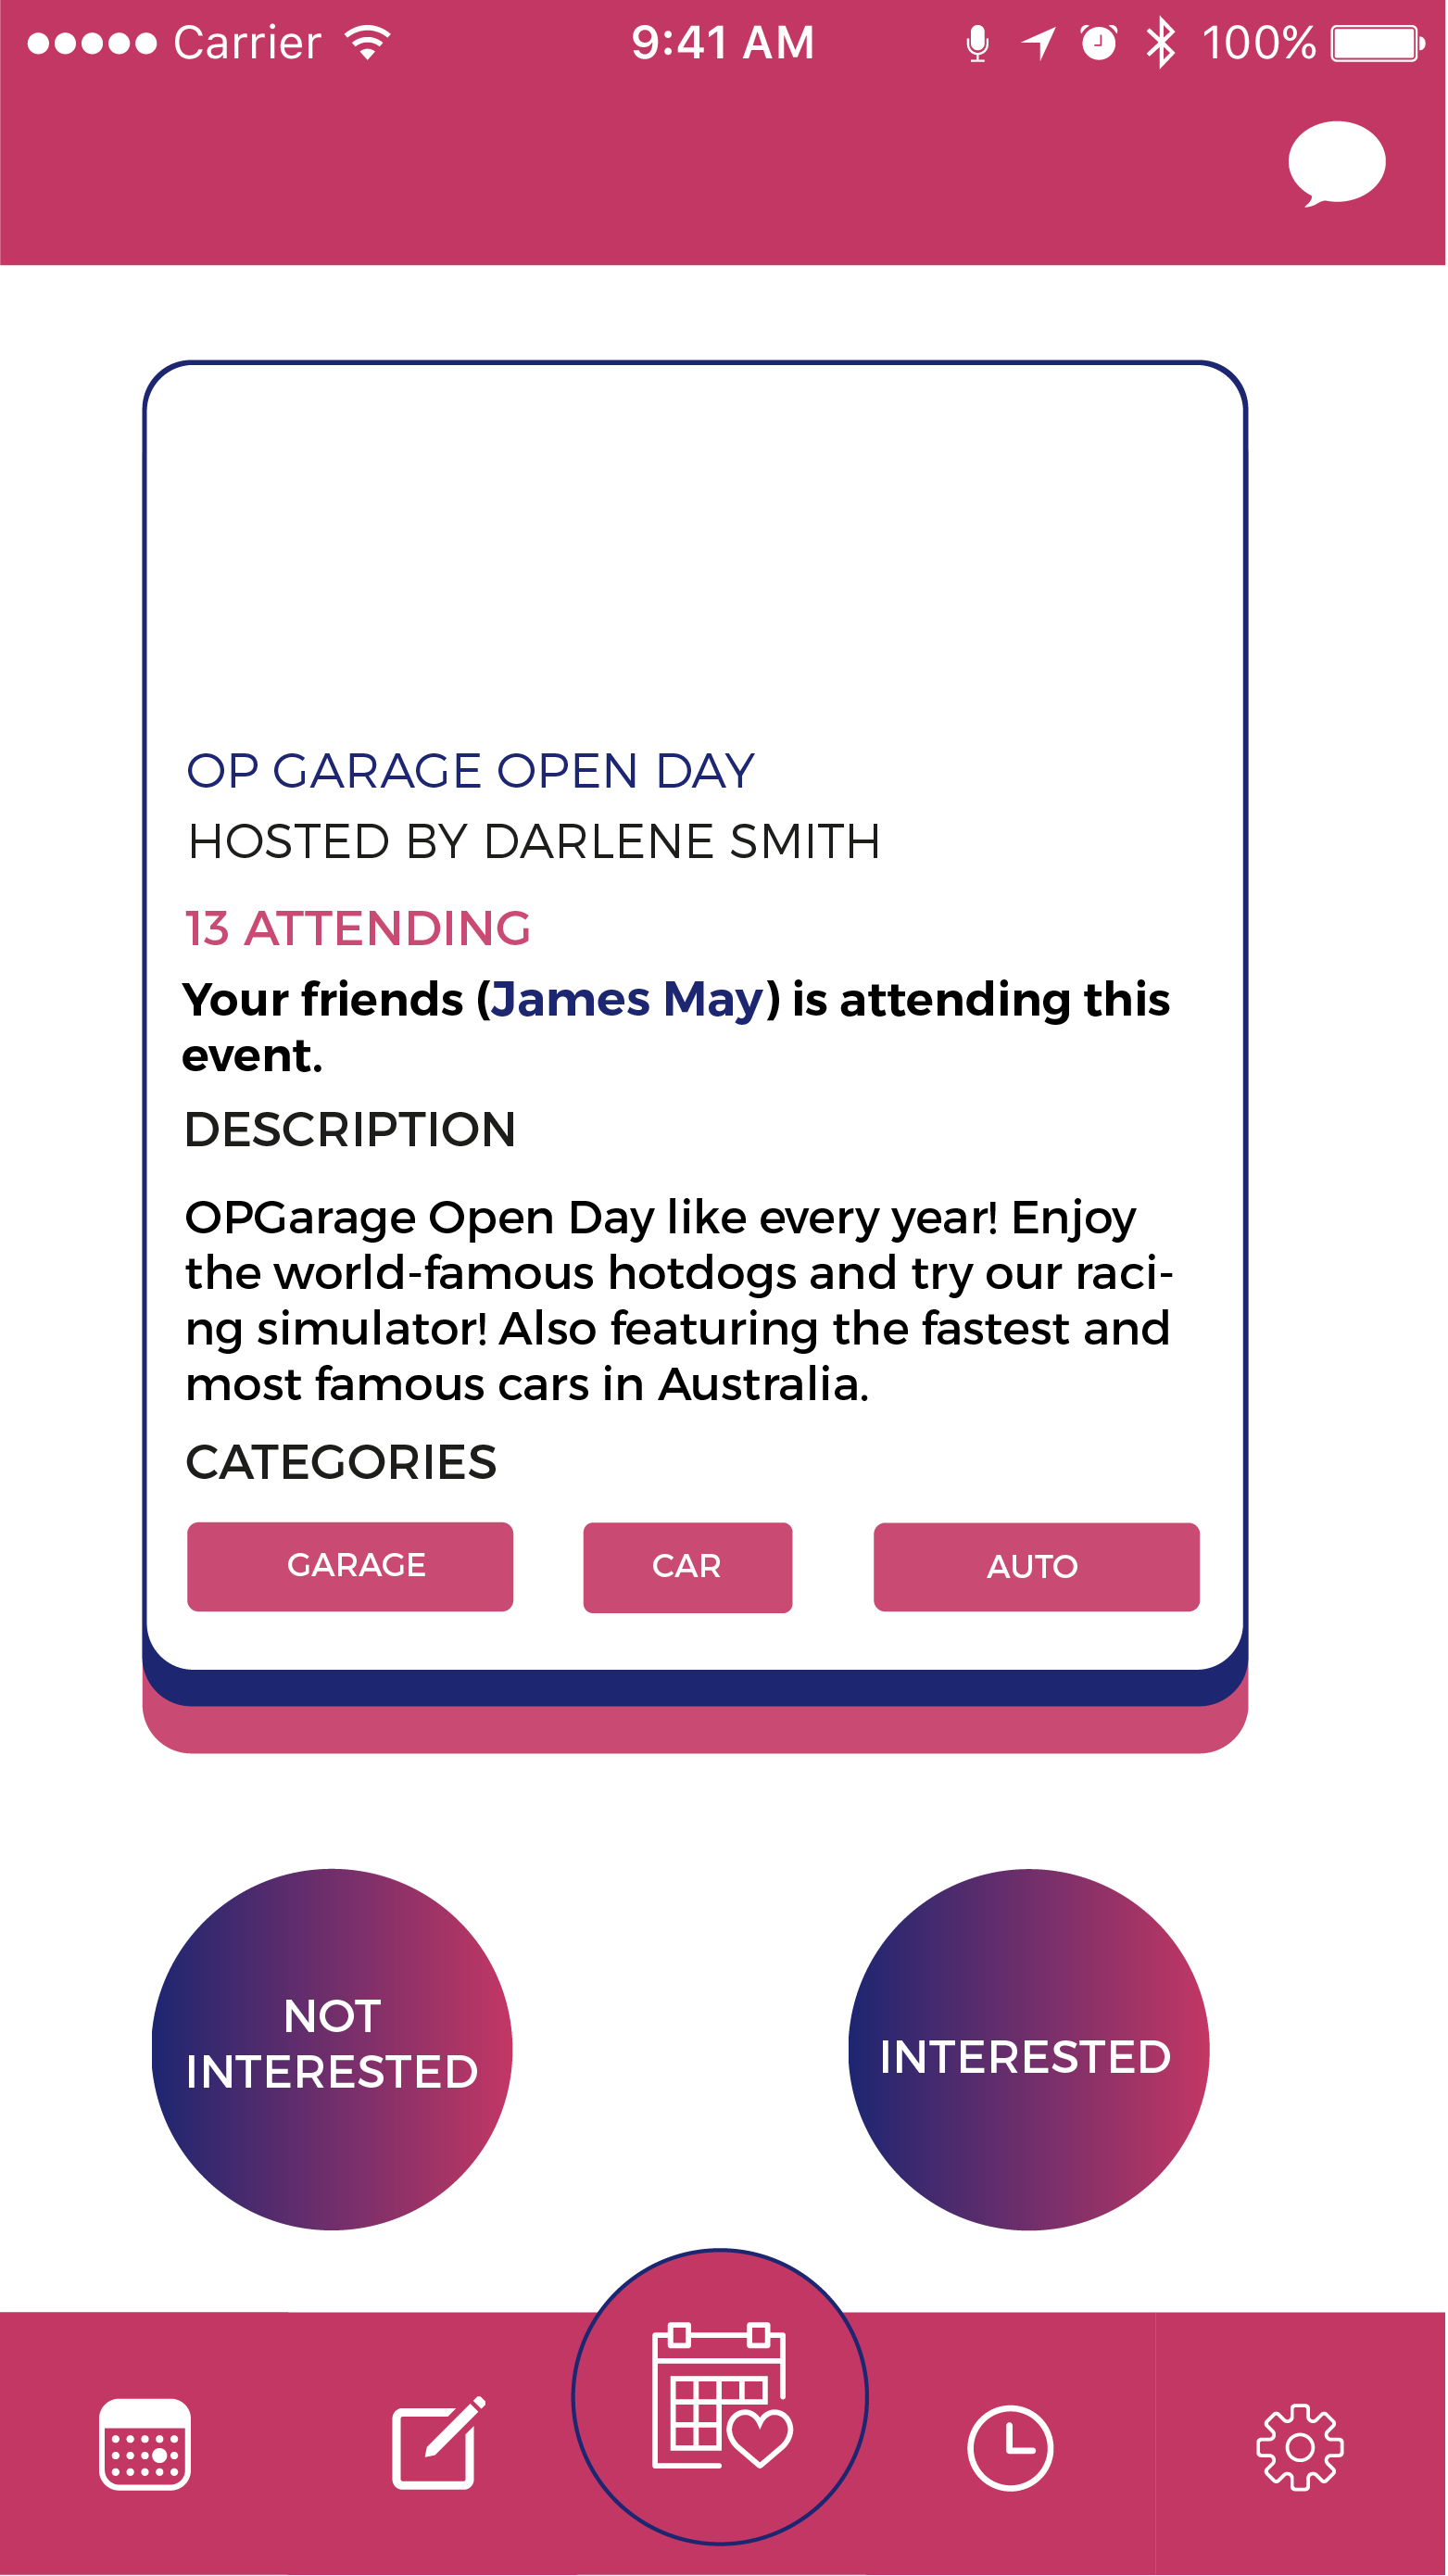 Carrier 9:41 AM 100%
OP GARAGE OPEN DAY
HOSTED BY DARLENE SMITH
13 ATTENDING
Your friends (James May) is attending this
event.
DESCRIPTION
OPGarage Open Day like every year! Enjoy
the world-famous hotdogs and try our raci-
ng simulator! Also featuring the fastest and
most famous cars in Australia.
CATEGORIES
GARAGE CAR AUTO
NOT
INTERESTED
INTERESTED